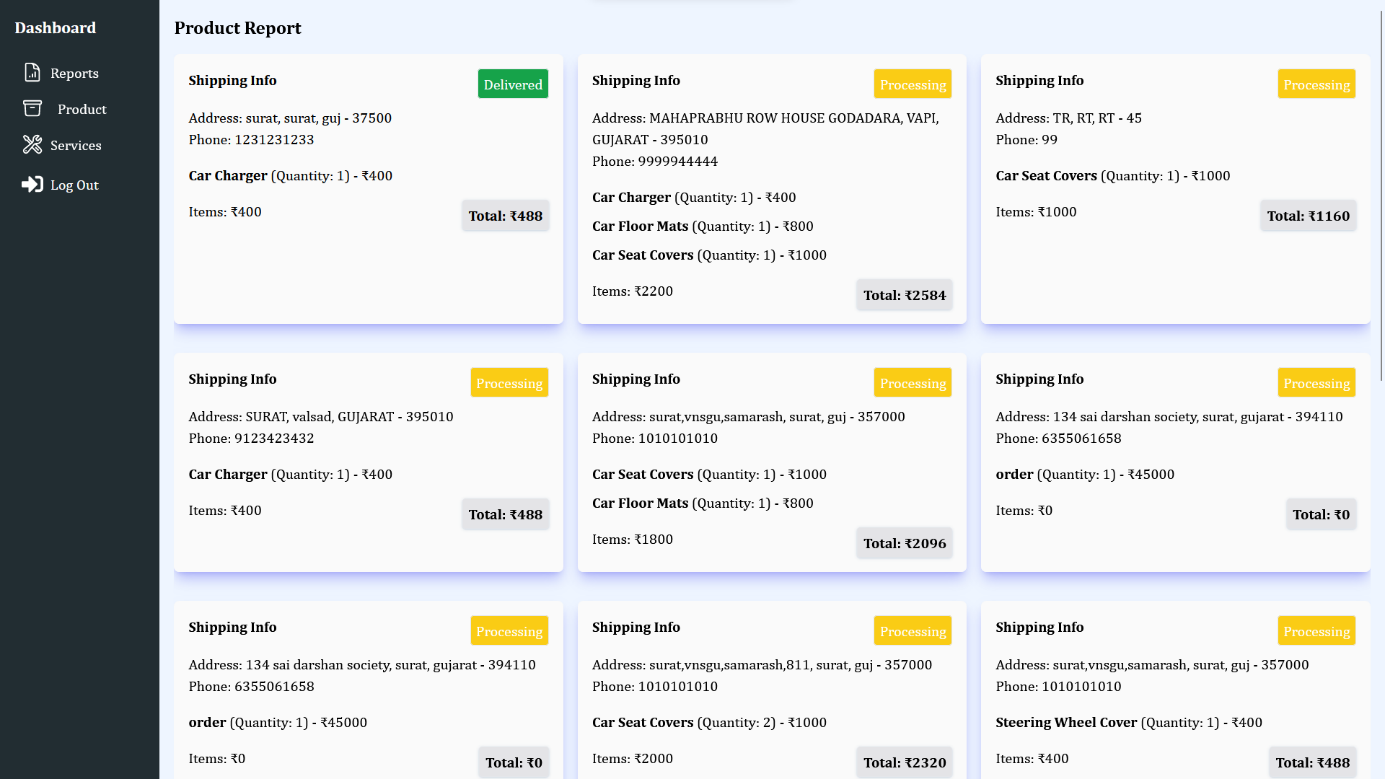 Dashboard
Reports
Product
Services
Log Out
Product Report
Shipping Info
Delivered
Address: surat, surat, guj - 37500
Phone: 1231231233
Car Charger (Quantity: 1) - ₹400
Items: ₹400
Total: ₹488
Shipping Info
Processing
Address: MAHAPRABHU ROW HOUSE GODADARA, VAPI,
GUJARAT - 395010
Phone: 9999944444
Car Charger (Quantity: 1) - ₹400
Car Floor Mats (Quantity: 1) - ₹800
Car Seat Covers (Quantity: 1) - ₹1000
Items: ₹2200
Total: ₹2584
Shipping Info
Processing
Address: TR, RT, RT - 45
Phone: 99
Car Seat Covers (Quantity: 1) - ₹1000
Items: ₹1000
Total: ₹1160
Shipping Info
Processing
Address: SURAT, valsad, GUJARAT - 395010
Phone: 9123423432
Car Charger (Quantity: 1) - ₹400
Items: ₹400
Total: ₹488
Shipping Info
Processing
Address: surat,vnsgu,samarash, surat, guj - 357000
Phone: 1010101010
Car Seat Covers (Quantity: 1) - ₹1000
Car Floor Mats (Quantity: 1) - ₹800
Items: ₹1800
Total: ₹2096
Shipping Info
Processing
Address: 134 sai darshan society, surat, gujarat - 394110
Phone: 6355061658
order (Quantity: 1) - ₹45000
Items: ₹0
Total: ₹0
Shipping Info
Processing
Address: 134 sai darshan society, surat, gujarat - 394110
Phone: 6355061658
order (Quantity: 1) - ₹45000
Items: ₹0
Total: ₹0
Shipping Info
Processing
Address: surat,vnsgu,samarash,811, surat, guj - 357000
Phone: 1010101010
Car Seat Covers (Quantity: 2) - ₹1000
Items: ₹2000
Total: ₹2320
Shipping Info
Processing
Address: surat,vnsgu,samarash, surat, guj - 357000
Phone: 1010101010
Steering Wheel Cover (Quantity: 1) - ₹400
Items: ₹400
Total: ₹488